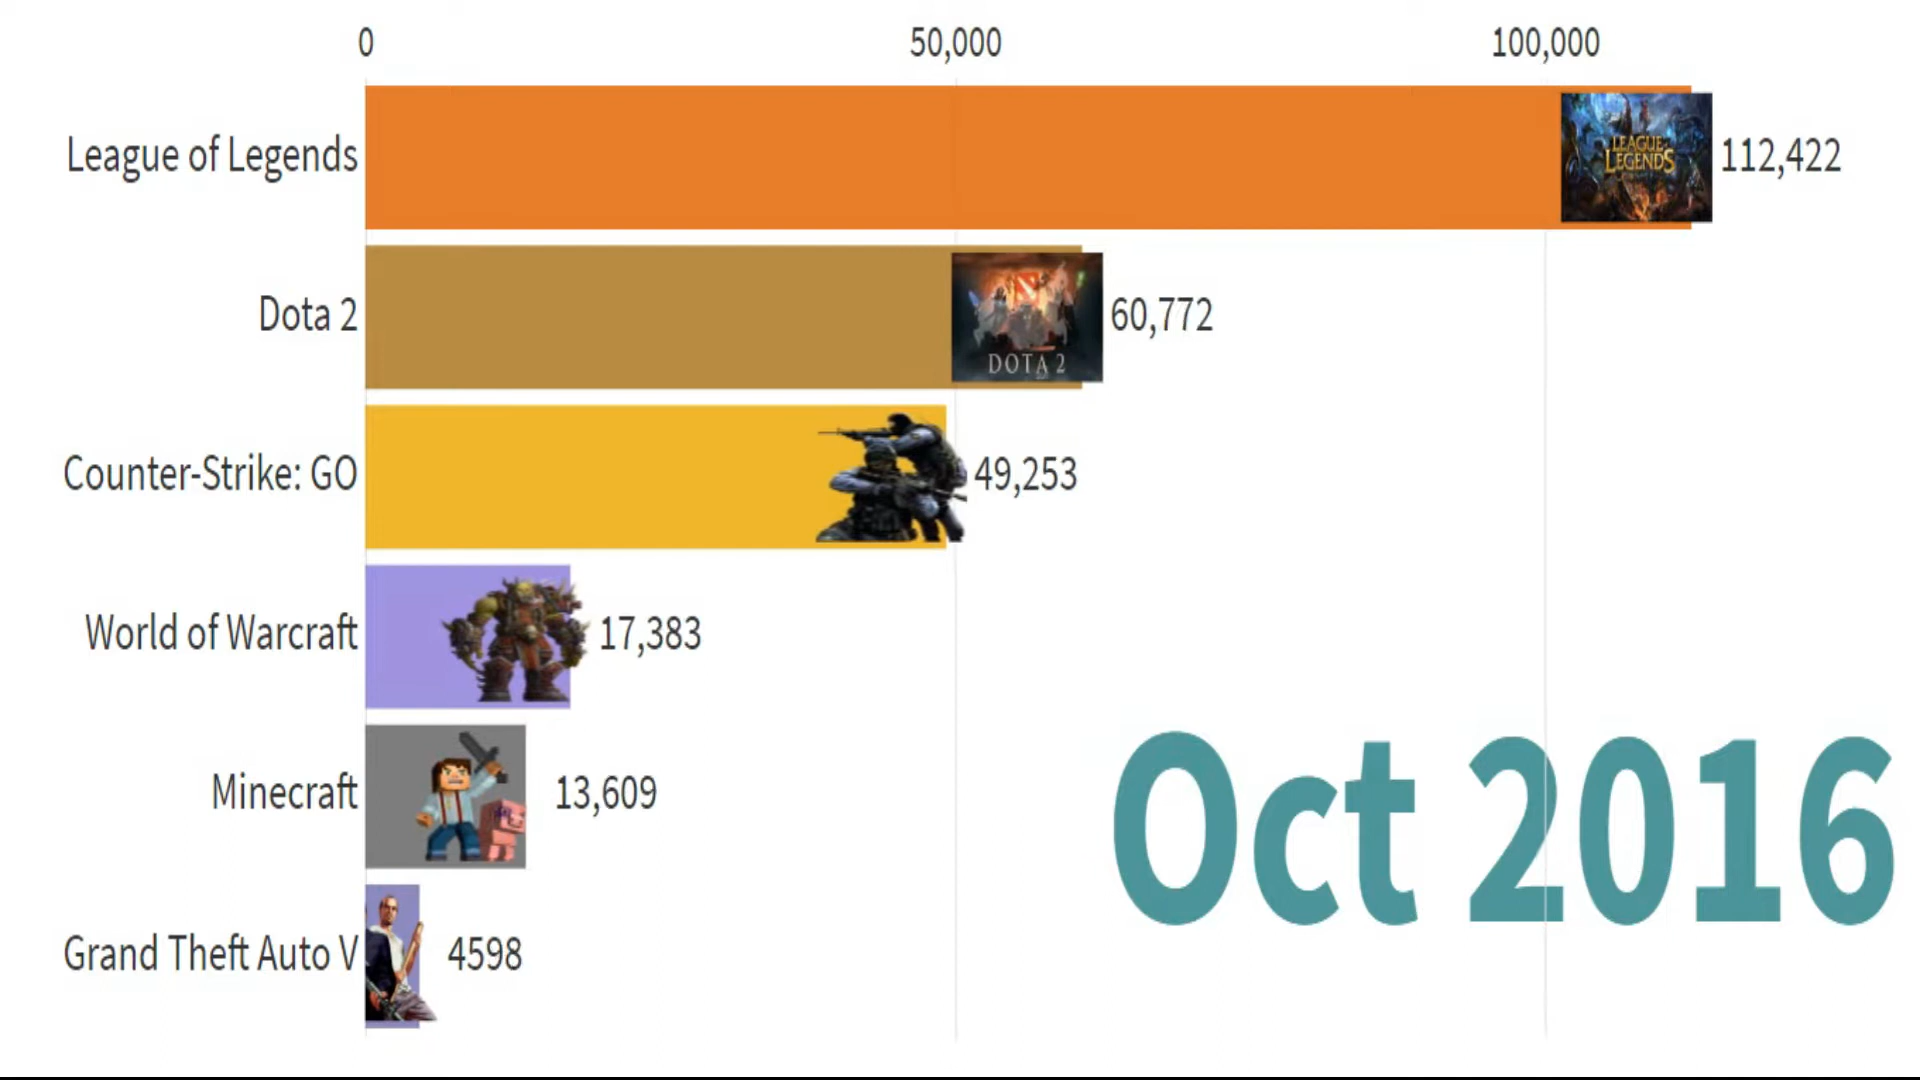 0 50,000 100,000
League of Legends 112,422
LEAGUE OF
LEGENDS
Dota 2 60,772
DOTA 2
Counter-Strike: GO 49,253
World of Warcraft 17,383
Minecraft 13,609
Grand Theft Auto V 4598
Oct 2016